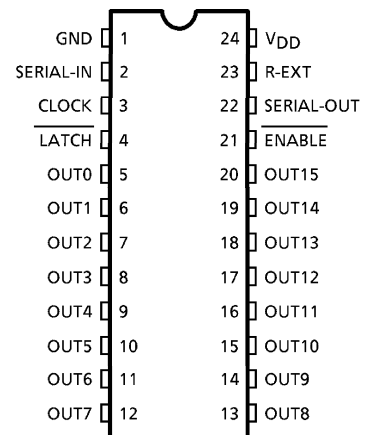 GND 1 24 VDD
SERIAL-IN 2 23 R-EXT
CLOCK 3 22 SERIAL-OUT
LATCH 4 21 ENABLE
OUT0 5 20 OUT15
OUT1 6 19 OUT14
OUT2 7 18 OUT13
OUT3 8 17 OUT12
OUT4 9 16 OUT11
OUT5 10 15 OUT10
OUT6 11 14 OUT9
OUT7 12 13 OUT8